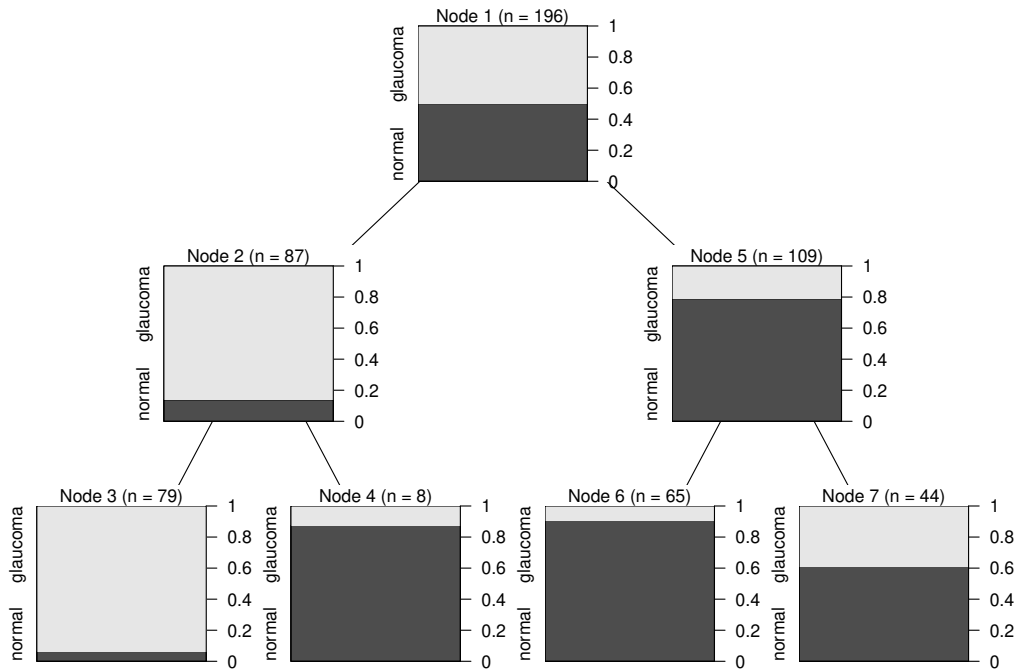 Node 1 (n = 196)
glaucoma
normal
1
0.8
0.6
0.4
0.2
0
Node 2 (n = 87)
glaucoma
normal
1
0.8
0.6
0.4
0.2
0
Node 5 (n = 109)
glaucoma
normal
1
0.8
0.6
0.4
0.2
0
Node 3 (n = 79)
glaucoma
normal
1
0.8
0.6
0.4
0.2
0
Node 4 (n = 8)
glaucoma
normal
1
0.8
0.6
0.4
0.2
0
Node 6 (n = 65)
glaucoma
normal
1
0.8
0.6
0.4
0.2
0
Node 7 (n = 44)
glaucoma
normal
1
0.8
0.6
0.4
0.2
0